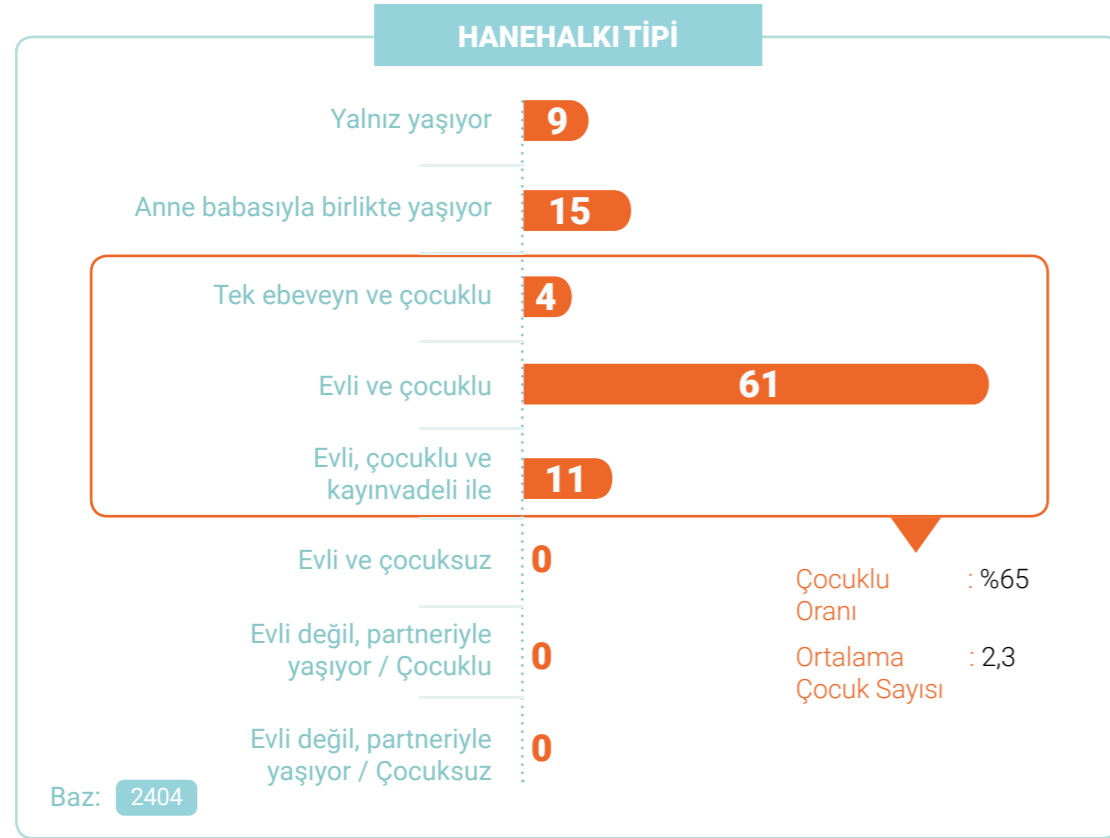 HANEHALKI TİPİ
Yalnız yaşıyor
9
Anne babasıyla birlikte yaşıyor
15
Tek ebeveyn ve çocuklu
4
Evli ve çocuklu
61
Evli, çocuklu ve
kayınvadeli ile
11
Evli ve çocuksuz
0
Evli değil, partneriyle
yaşıyor / Çocuklu
0
Evli değil, partneriyle
yaşıyor / Çocuksuz
0
Çocuklu : %65
Oranı
Ortalama : 2,3
Çocuk Sayısı
Baz: 2404